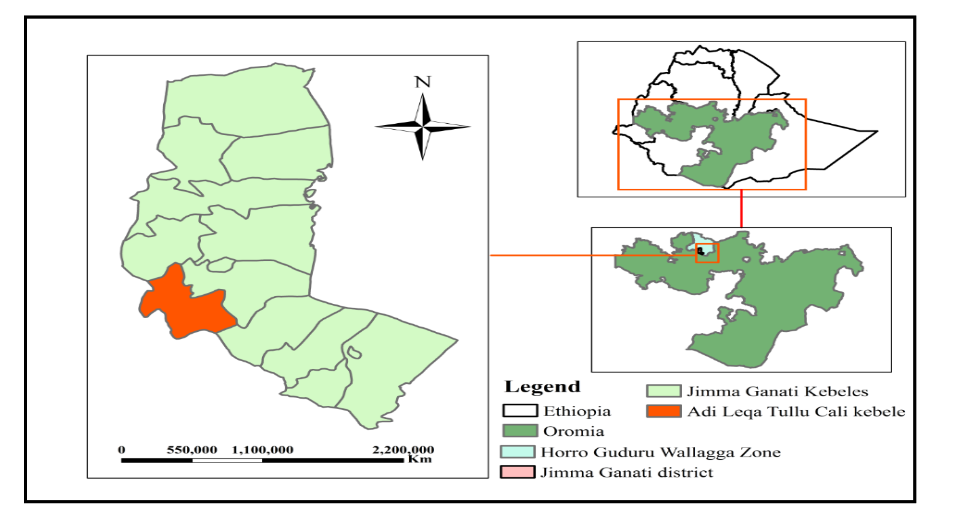 N
0 550,000 1,100,000 2,200,000
Km
Legend
Ethiopia
Oromia
Horro Guduru Wallagga Zone
Jimma Ganati district
Jimma Ganati Kebeles
Adi Leqa Tullu Cali kebele